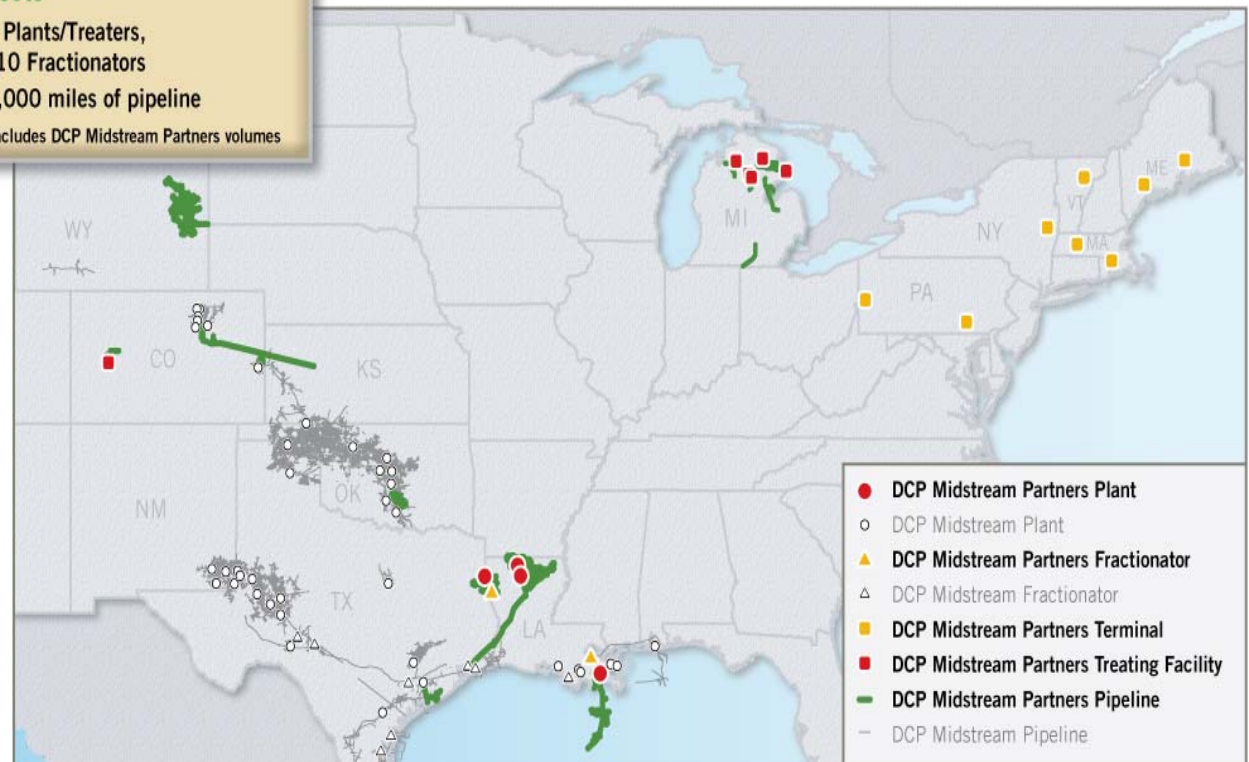 Plants/Treaters,
10 Fractionators
,000 miles of pipeline
cludes DCP Midstream Partners volumes
WY
CO
KS
NM
OK
TX
LA
MI
NY
PA
VT
MA
ME
DCP Midstream Partners Plant
DCP Midstream Plant
DCP Midstream Partners Fractionator
DCP Midstream Fractionator
DCP Midstream Partners Terminal
DCP Midstream Partners Treating Facility
DCP Midstream Partners Pipeline
DCP Midstream Pipeline